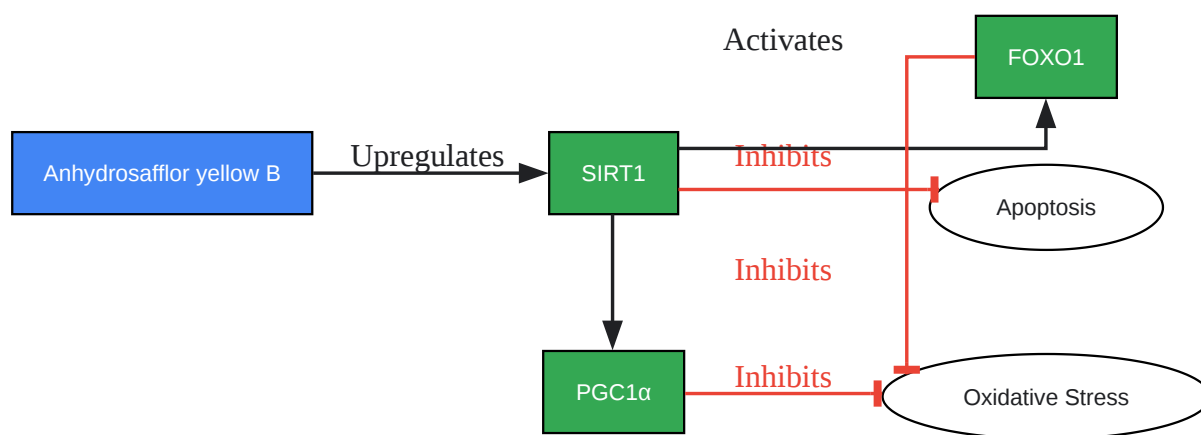 Activates
FOXO1
Anhydrosafflor yellow B
Upregulates
SIRT1
Inhibits
Apoptosis
Inhibits
PGC1α
Inhibits
Oxidative Stress